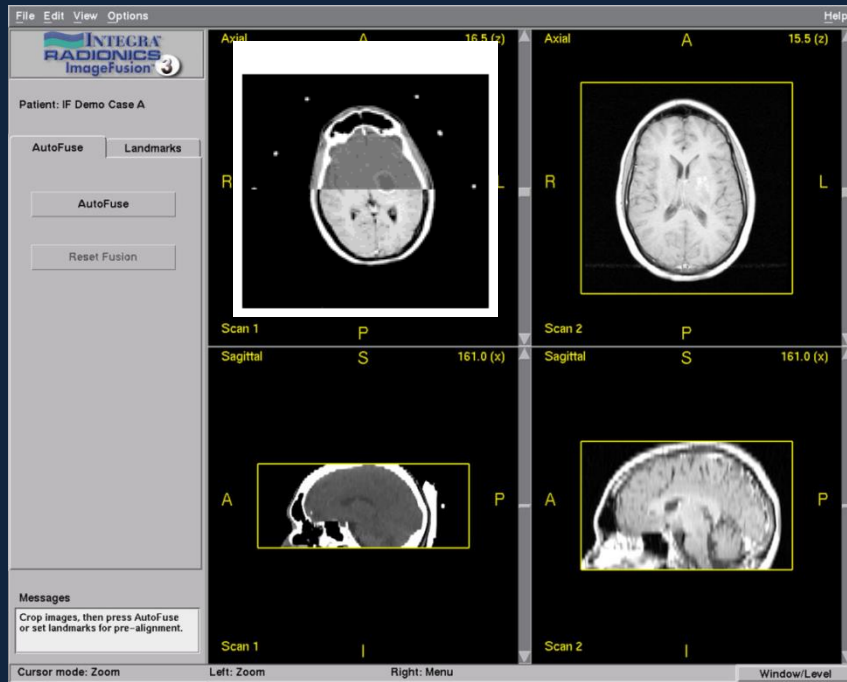 File Edit View Options Help
INTEGRA™
RADIONICS
ImageFusion™ 3
Patient: IF Demo Case A
AutoFuse Landmarks
AutoFuse
Reset Fusion
Messages
Crop images, then press AutoFuse
or set landmarks for pre-alignment.
Axial A 16.5 (z)
R L
Scan 1 P
Axial A 15.5 (z)
R L
Scan 2 P
Sagittal S 161.0 (x)
A P
Scan 1 I
Sagittal S 161.0 (x)
A P
Scan 2 I
Cursor mode: Zoom Left: Zoom Right: Menu Window/Level